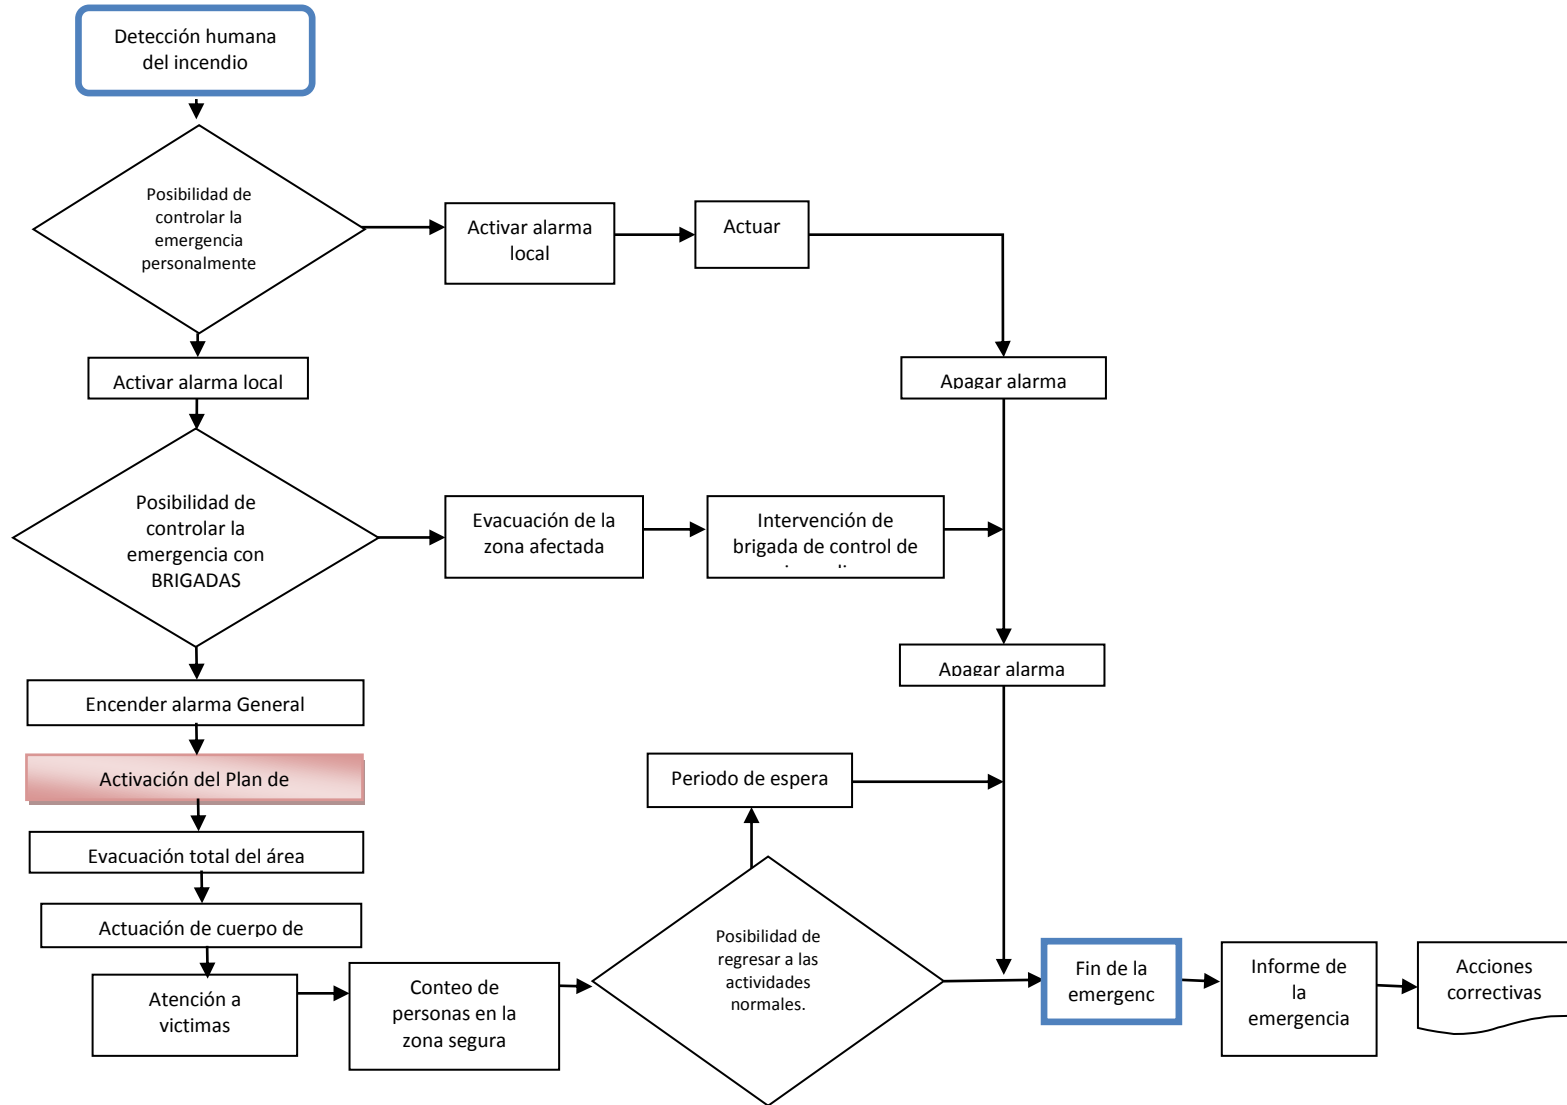 Detección humana
del incendio
Posibilidad de
controlar la
emergencia
personalmente
Activar alarma
local
Actuar
Activar alarma local
Apagar alarma
Posibilidad de
controlar la
emergencia con
BRIGADAS
Evacuación de la
zona afectada
Intervención de
brigada de control de
Apagar alarma
Encender alarma General
Activación del Plan de
Periodo de espera
Evacuación total del área
Actuación de cuerpo de
Atención a
victimas
Conteo de
personas en la
zona segura
Posibilidad de
regresar a las
actividades
normales.
Fin de la
emergenc
Informe de
la
emergencia
Acciones
correctivas